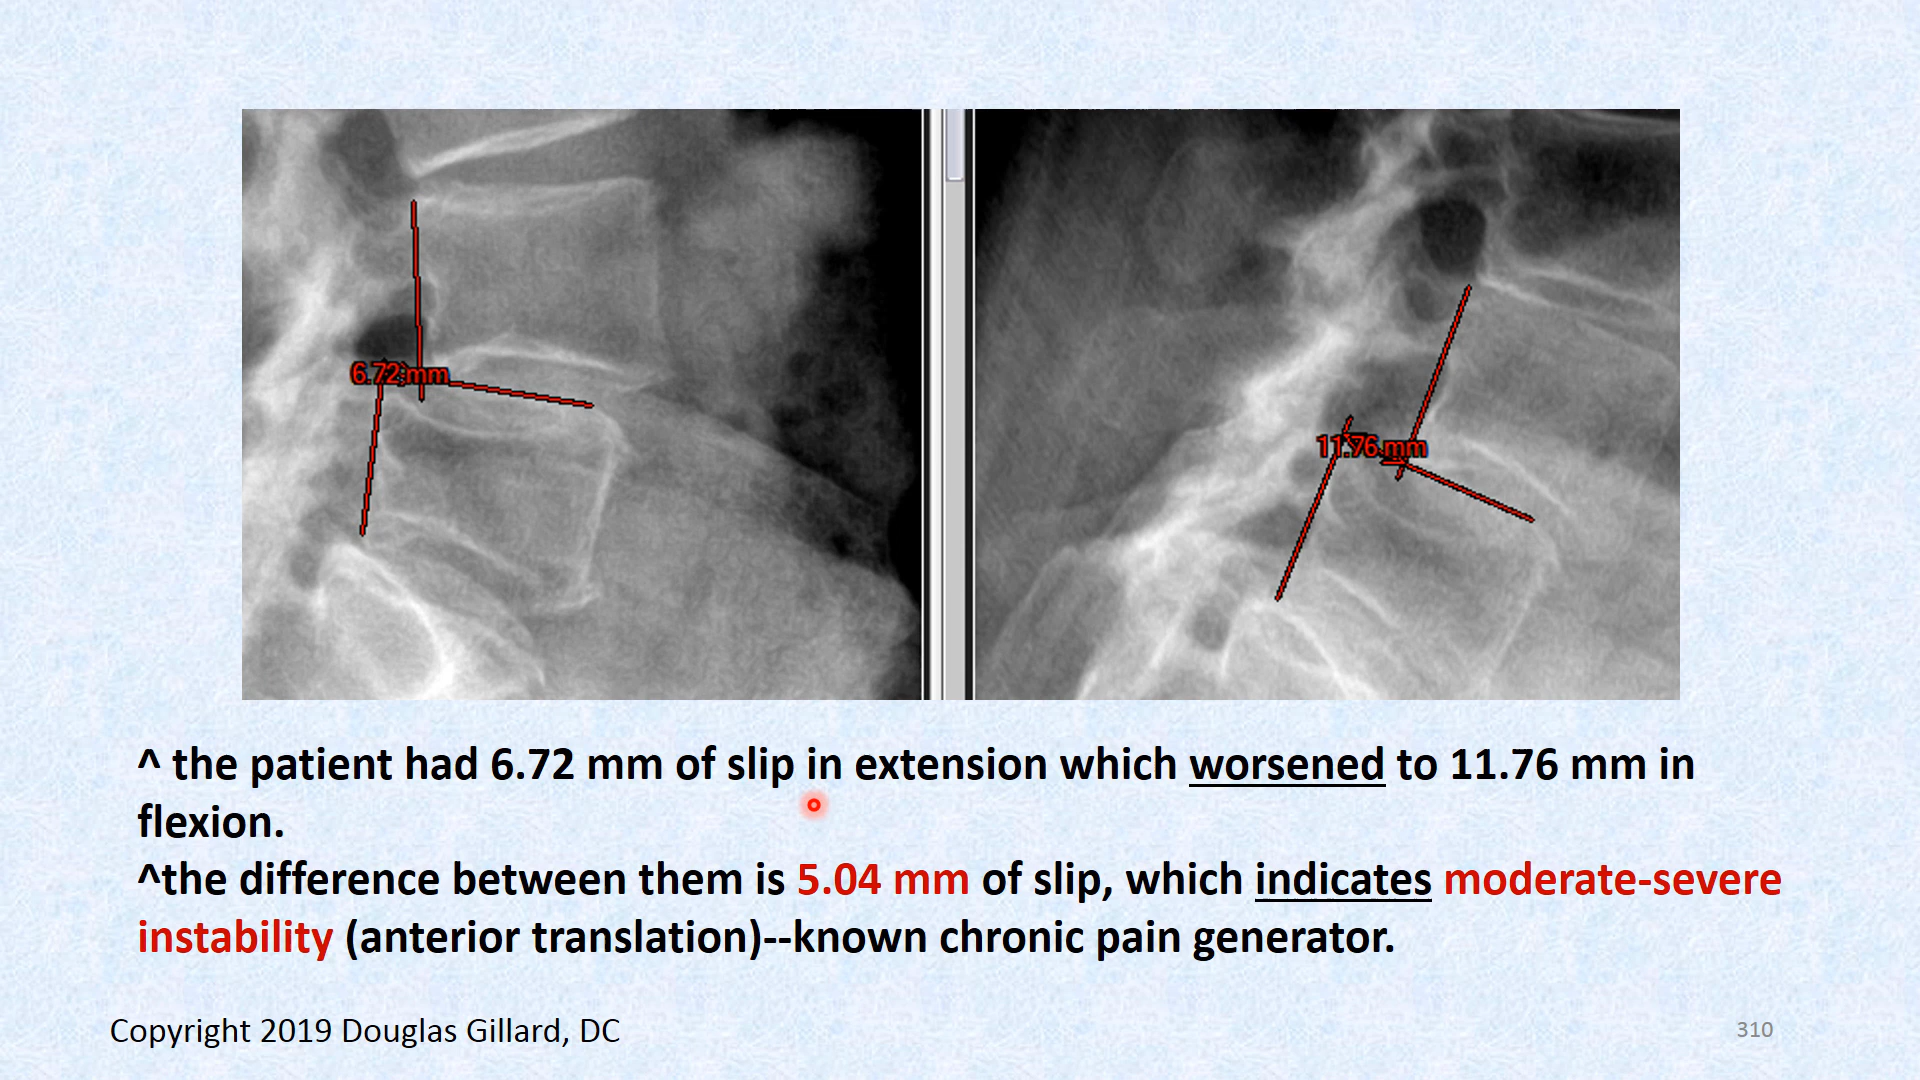 6.72 mm
11.76 mm
^ the patient had 6.72 mm of slip in extension which worsened to 11.76 mm in
flexion.
^the difference between them is 5.04 mm of slip, which indicates moderate-severe
instability (anterior translation)--known chronic pain generator.
Copyright 2019 Douglas Gillard, DC
310